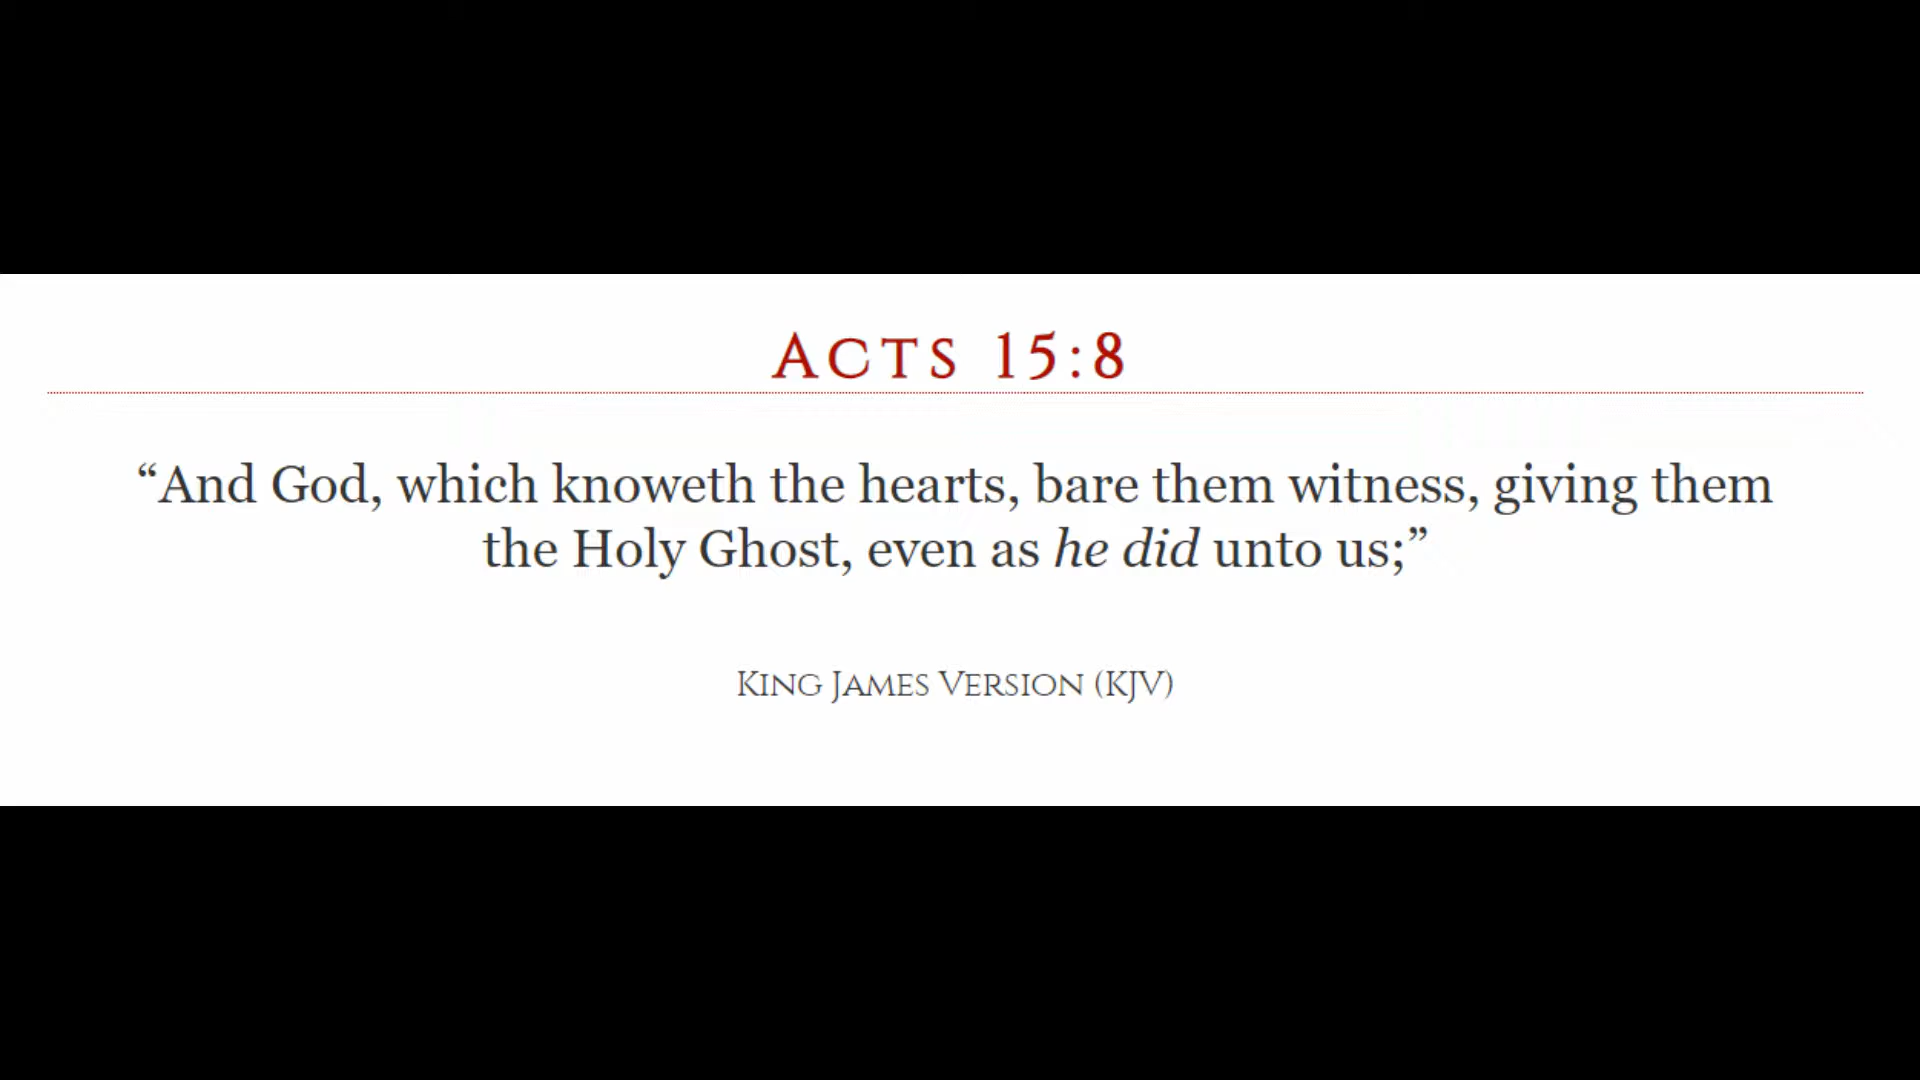 Acts 15:8
“And God, which knoweth the hearts, bare them witness, giving them
the Holy Ghost, even as he did unto us;”
King James Version (KJV)